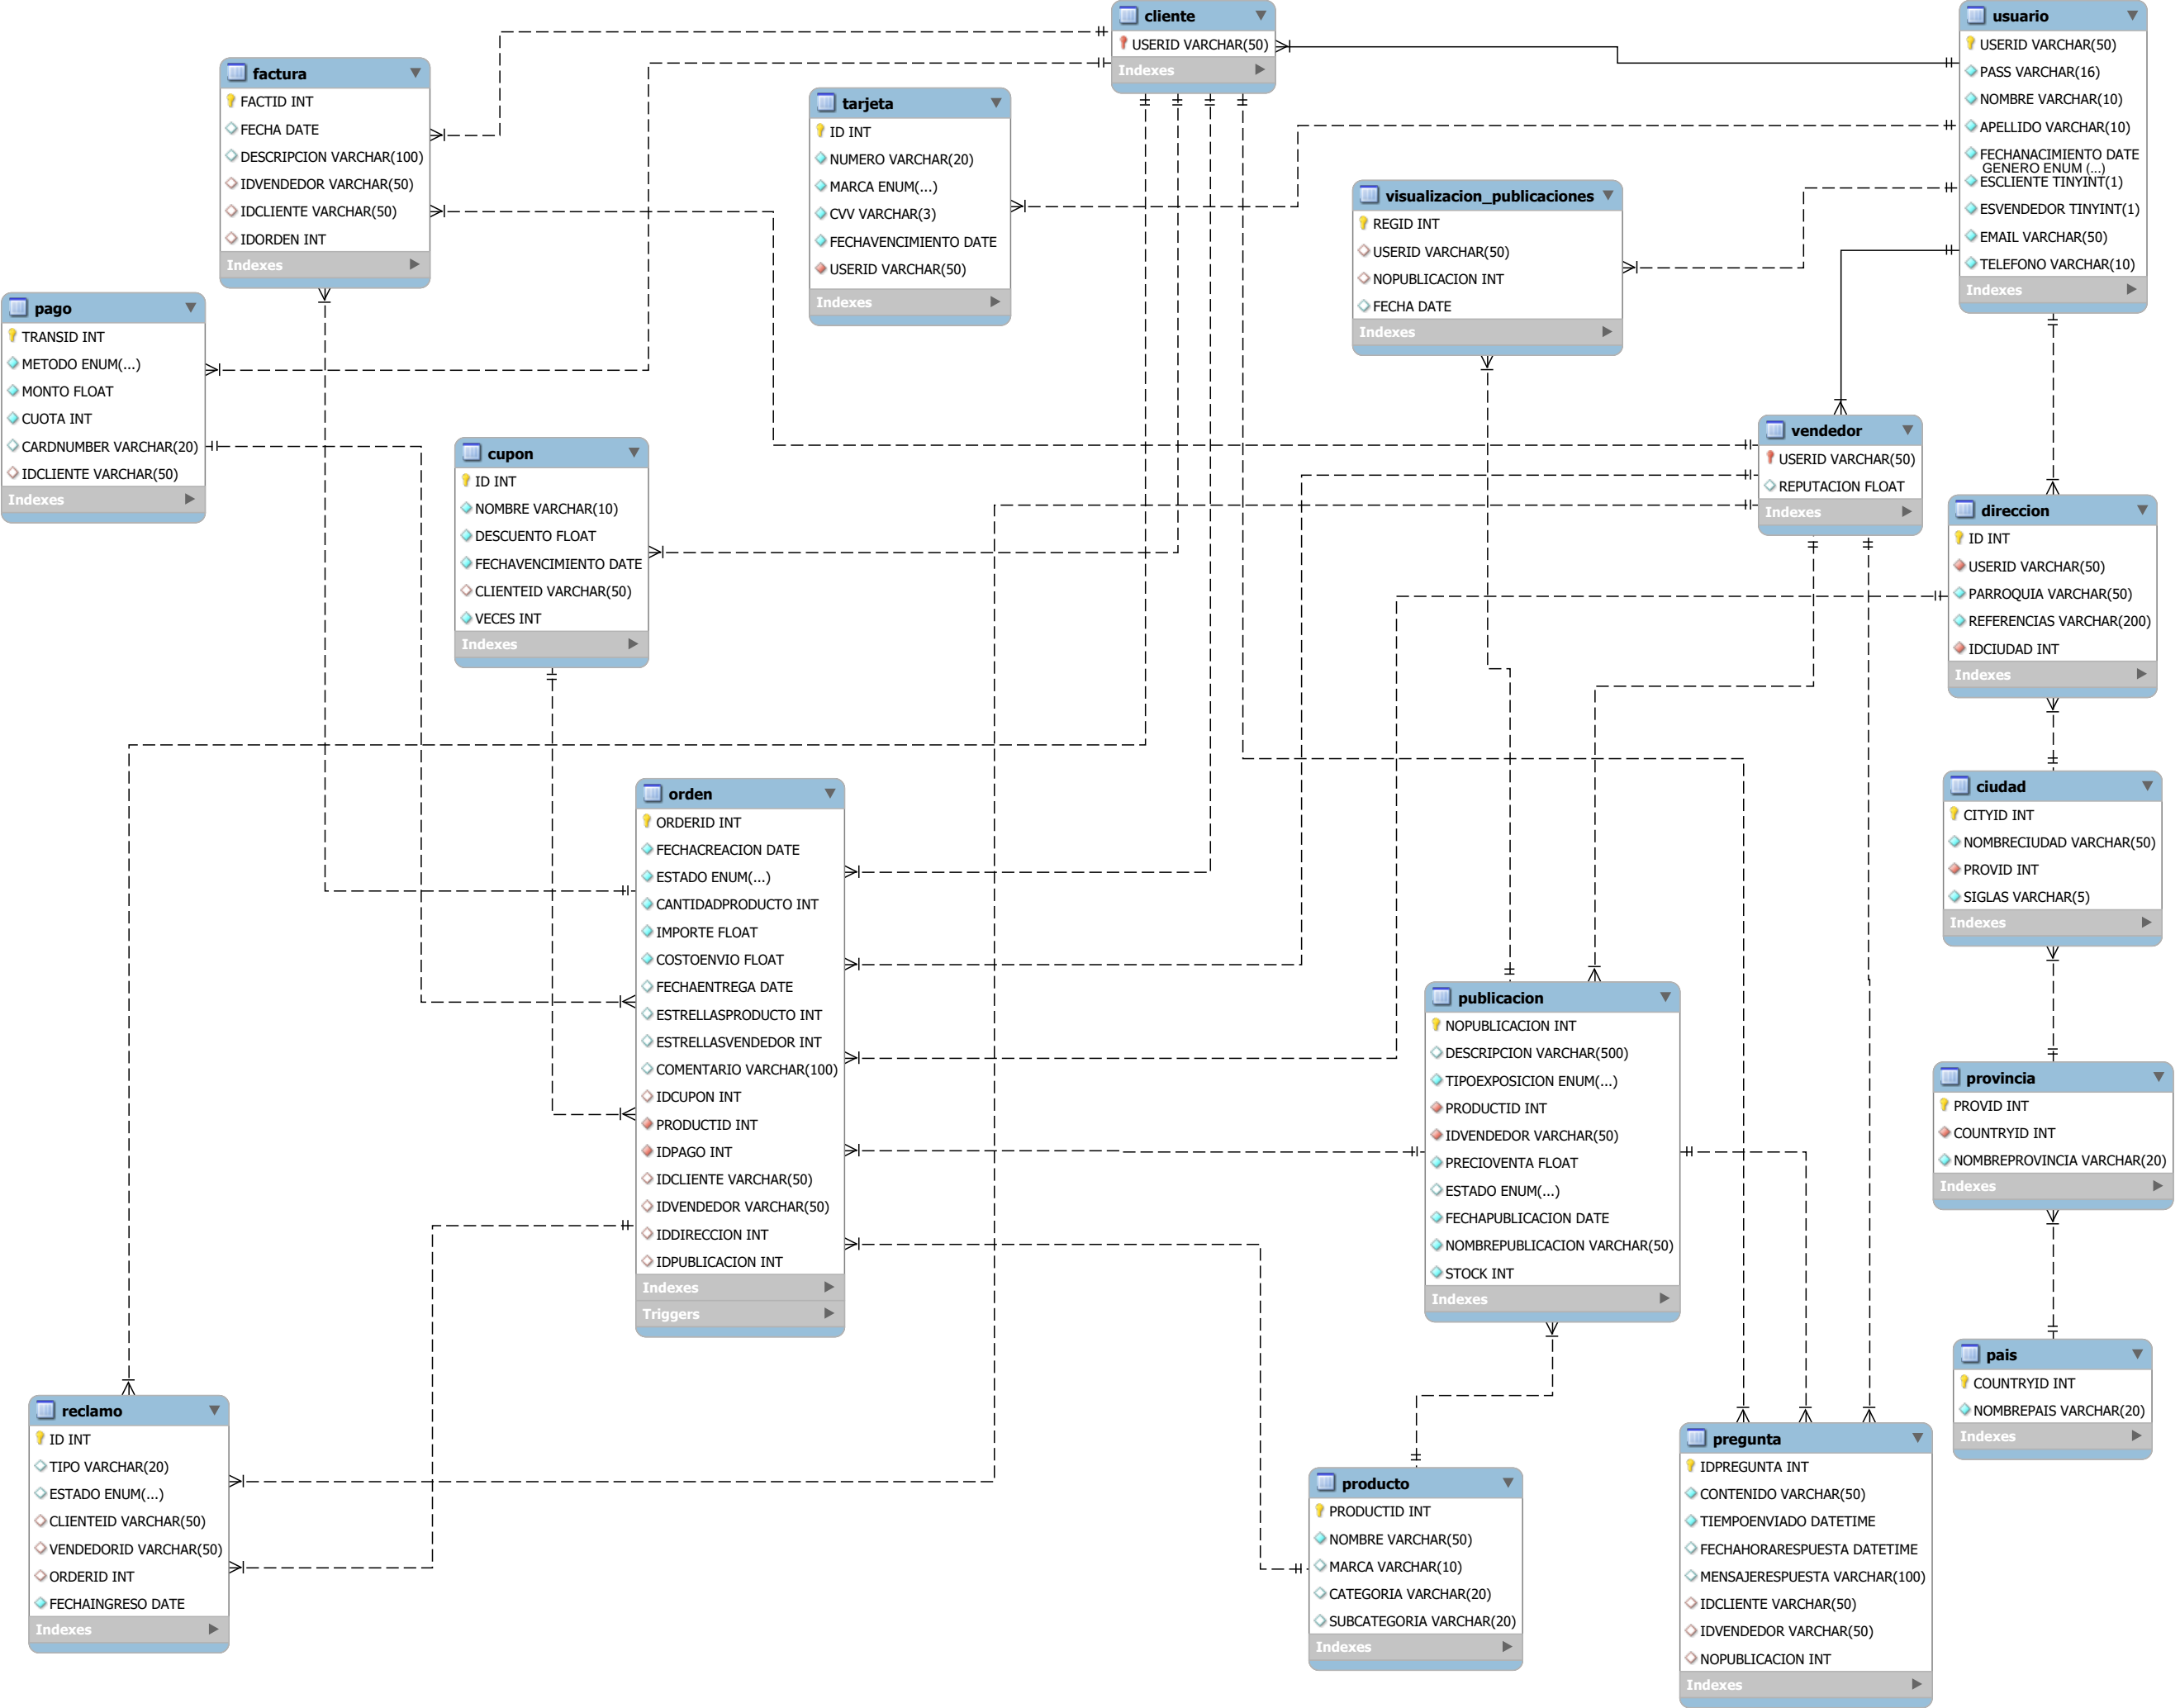 cliente
USERID VARCHAR(50)
Indexes
usuario
USERID VARCHAR(50)
PASS VARCHAR(16)
NOMBRE VARCHAR(10)
APELLIDO VARCHAR(10)
FECHANACIMIENTO DATE
GENERO ENUM (...)
ESCLIENTE TINYINT(1)
ESVENDEDOR TINYINT(1)
EMAIL VARCHAR(50)
TELEFONO VARCHAR(10)
Indexes
factura
FACTID INT
FECHA DATE
DESCRIPCION VARCHAR(100)
IDVENDEDOR VARCHAR(50)
IDCLIENTE VARCHAR(50)
IDORDEN INT
Indexes
tarjeta
ID INT
NUMERO VARCHAR(20)
MARCA ENUM(...)
CVV VARCHAR(3)
FECHAVENCIMIENTO DATE
USERID VARCHAR(50)
Indexes
visualizacion_publicaciones
REGID INT
USERID VARCHAR(50)
NOPUBLICACION INT
FECHA DATE
Indexes
pago
TRANSID INT
METODO ENUM(...)
MONTO FLOAT
CUOTA INT
CARDNUMBER VARCHAR(20)
IDCLIENTE VARCHAR(50)
Indexes
cupon
ID INT
NOMBRE VARCHAR(10)
DESCUENTO FLOAT
FECHAVENCIMIENTO DATE
CLIENTEID VARCHAR(50)
VECES INT
Indexes
vendedor
USERID VARCHAR(50)
REPUTACION FLOAT
Indexes
direccion
ID INT
USERID VARCHAR(50)
PARROQUIA VARCHAR(50)
REFERENCIAS VARCHAR(200)
IDCIUDAD INT
Indexes
orden
ORDERID INT
FECHACREACION DATE
ESTADO ENUM(...)
CANTIDADPRODUCTO INT
IMPORTE FLOAT
COSTOENVIO FLOAT
FECHAENTREGA DATE
ESTRELLASPRODUCTO INT
ESTRELLASVENDEDOR INT
COMENTARIO VARCHAR(100)
IDCUPON INT
PRODUCTID INT
IDPAGO INT
IDCLIENTE VARCHAR(50)
IDVENDEDOR VARCHAR(50)
IDDIRECCION INT
IDPUBLICACION INT
Indexes
Triggers
ciudad
CITYID INT
NOMBRECIUDAD VARCHAR(50)
PROVID INT
SIGLAS VARCHAR(5)
Indexes
publicacion
NOPUBLICACION INT
DESCRIPCION VARCHAR(500)
TIPOEXPOSICION ENUM(...)
PRODUCTID INT
IDVENDEDOR VARCHAR(50)
PRECIOVENTA FLOAT
ESTADO ENUM(...)
FECHAPUBLICACION DATE
NOMBREPUBLICACION VARCHAR(50)
STOCK INT
Indexes
provincia
PROVID INT
COUNTRYID INT
NOMBREPROVINCIA VARCHAR(20)
Indexes
pais
COUNTRYID INT
NOMBREPAIS VARCHAR(20)
Indexes
reclamo
ID INT
TIPO VARCHAR(20)
ESTADO ENUM(...)
CLIENTEID VARCHAR(50)
VENDEDORID VARCHAR(50)
ORDERID INT
FECHAINGRESO DATE
Indexes
producto
PRODUCTID INT
NOMBRE VARCHAR(50)
MARCA VARCHAR(10)
CATEGORIA VARCHAR(20)
SUBCATEGORIA VARCHAR(20)
Indexes
pregunta
IDPREGUNTA INT
CONTENIDO VARCHAR(50)
TIEMPOENVIADO DATETIME
FECHAHORARESPUESTA DATETIME
MENSAJERESPUESTA VARCHAR(100)
IDCLIENTE VARCHAR(50)
IDVENDEDOR VARCHAR(50)
NOPUBLICACION INT
Indexes